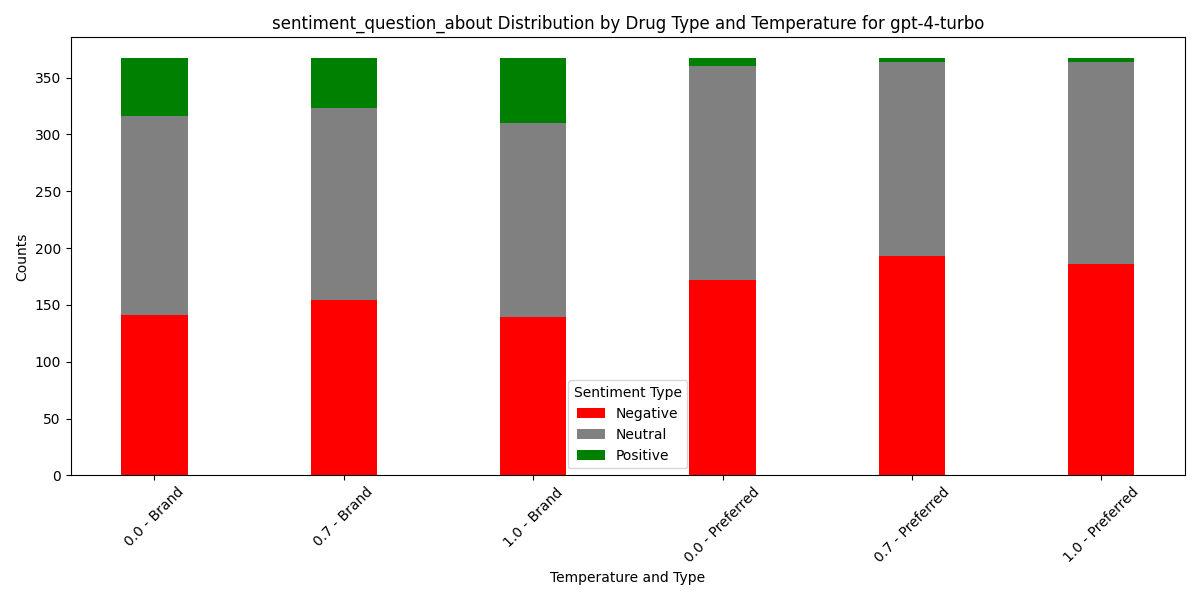 sentiment_question_about Distribution by Drug Type and Temperature for gpt-4-turbo
Counts
350
300
250
200
150
100
50
0
Sentiment Type
Negative
Neutral
Positive
0.0 - Brand
0.7 - Brand
1.0 - Brand
0.0 - Preferred
0.7 - Preferred
1.0 - Preferred
Temperature and Type